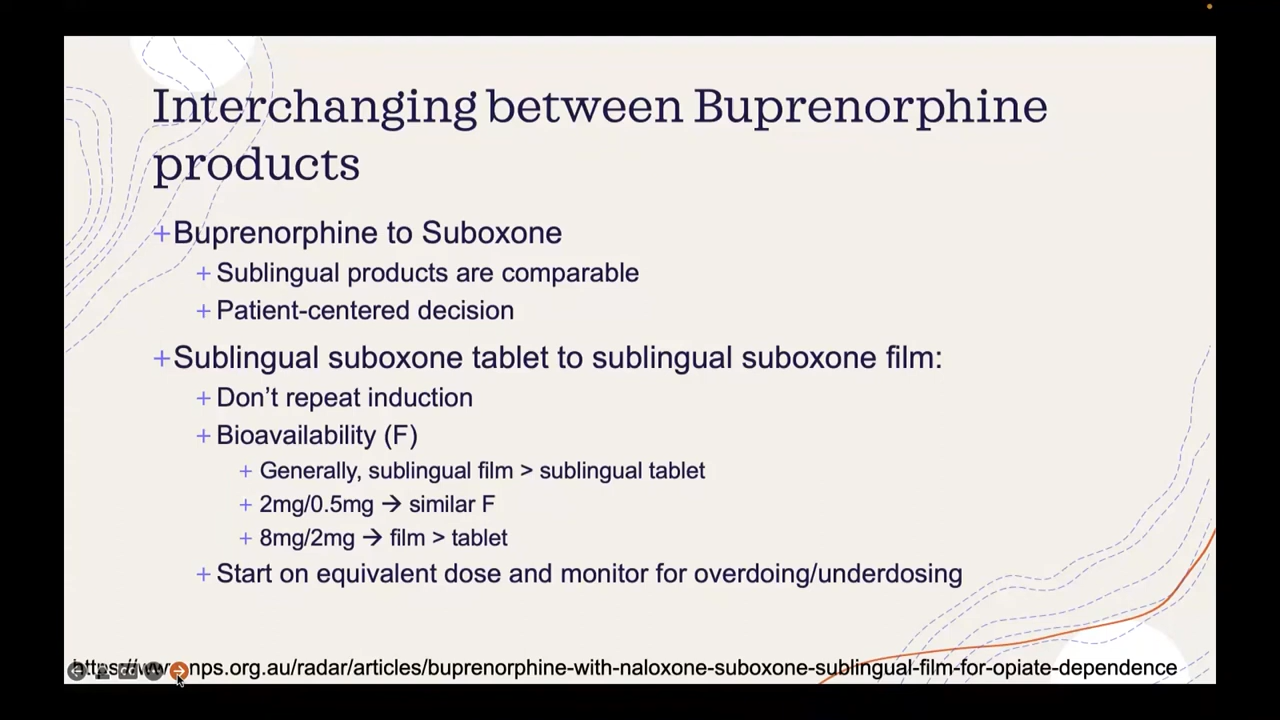 Interchanging between Buprenorphine
products
+Buprenorphine to Suboxone
+ Sublingual products are comparable
+ Patient-centered decision
+Sublingual suboxone tablet to sublingual suboxone film:
+ Don’t repeat induction
+ Bioavailability (F)
+ Generally, sublingual film > sublingual tablet
+ 2mg/0.5mg → similar F
+ 8mg/2mg → film > tablet
+ Start on equivalent dose and monitor for overdoing/underdosing
nps.org.au/radar/articles/buprenorphine-with-naloxone-suboxone-sublingual-film-for-opiate-dependence